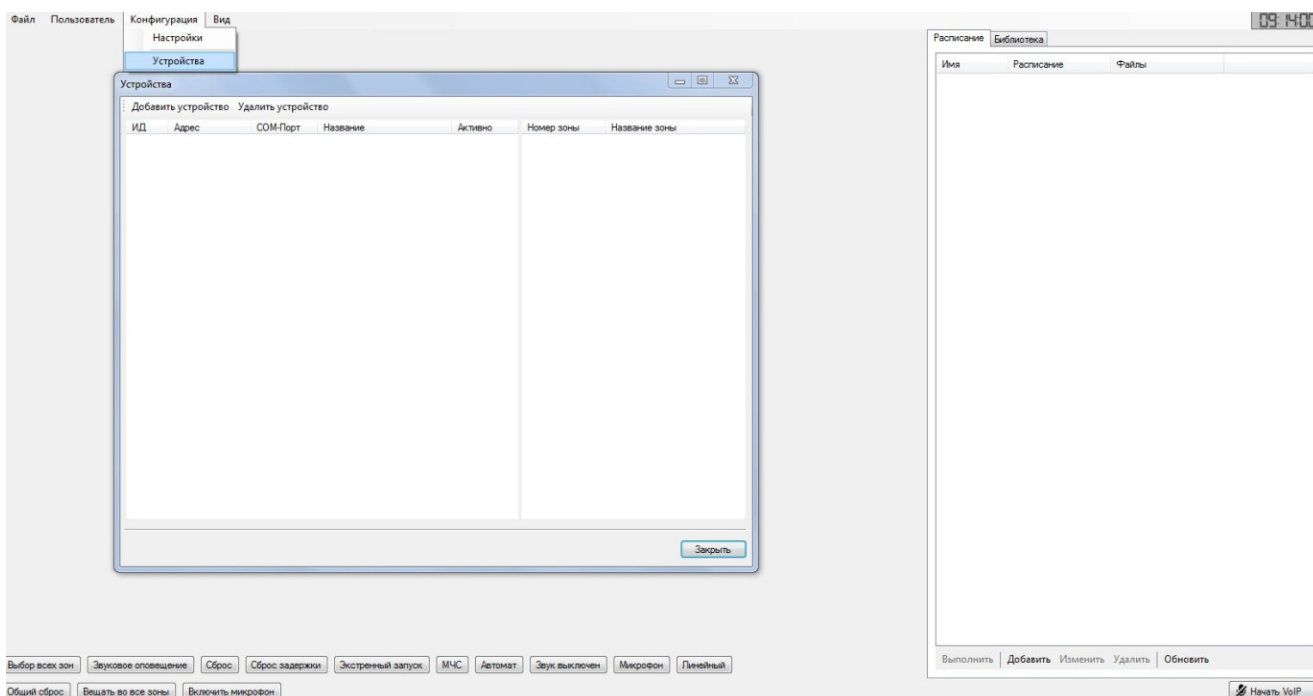 Файл Пользователь Конфигурация Вид
09:14:00
Настройки
Устройства
Расписание Библиотека
Имя Расписание Файлы
Устройства
Добавить устройство Удалить устройство
ИД Адрес COM-Порт Название Активно Номер зоны Название зоны
Закрыть
Выполнить Добавить Изменить Удалить Обновить
Выбор всех зон Звуковое оповещение Сброс Сброс задержки Экстренный запуск МЧС Автомат Звук выключен Микрофон Линейный
Общий сброс Вещать во все зоны Включить микрофон
Начать VoIP